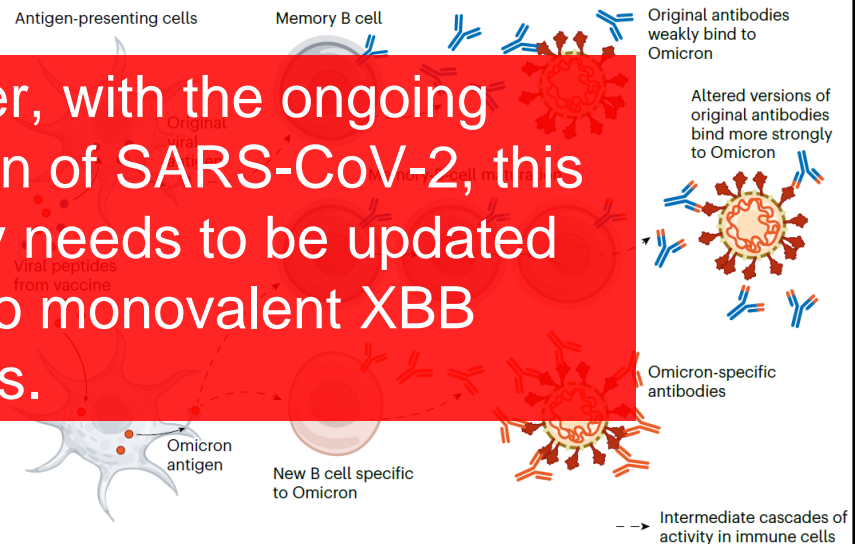 Antigen-presenting cells
Memory B cell
Original antibodies
weakly bind to
Omicron
Altered versions of
original antibodies
bind more strongly
to Omicron
er, with the ongoing
n of SARS-CoV-2, this
y needs to be updated
o monovalent XBB
s.
Original
viral
Memory cell
Viral peptides
from vaccine
Omicron
antigen
New B cell specific
to Omicron
Omicron-specific
antibodies
Intermediate cascades of
activity in immune cells